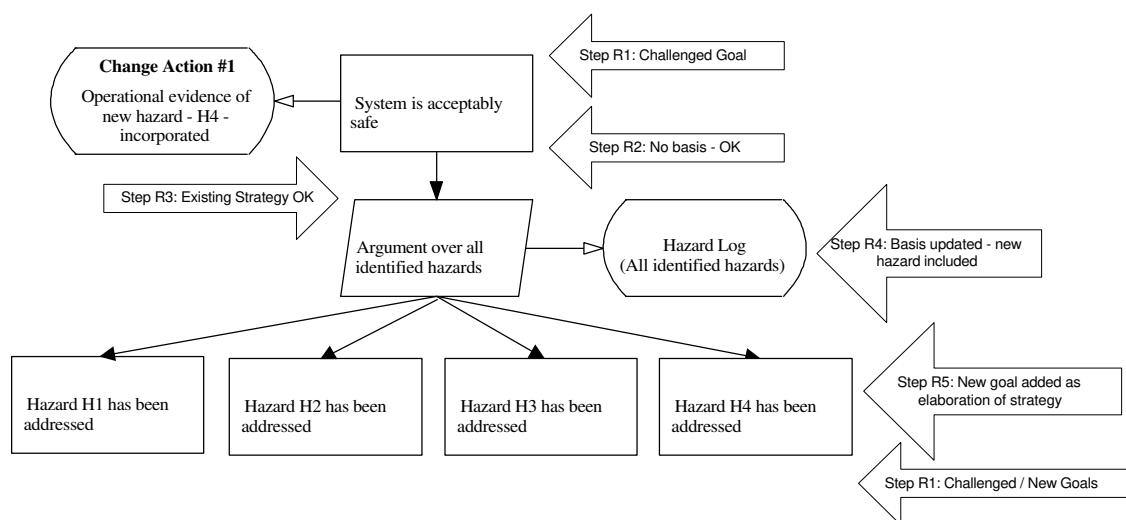 Step R1: Challenged Goal
Change Action #1
Operational evidence of
new hazard - H4 -
incorporated
System is acceptably
safe
Step R2: No basis - OK
Step R3: Existing Strategy OK
Argument over all
identified hazards
Hazard Log
(All identified hazards)
Step R4: Basis updated - new
hazard included
Hazard H1 has been
addressed
Hazard H2 has been
addressed
Hazard H3 has been
addressed
Hazard H4 has been
addressed
Step R5: New goal added as
elaboration of strategy
Step R1: Challenged / New Goals